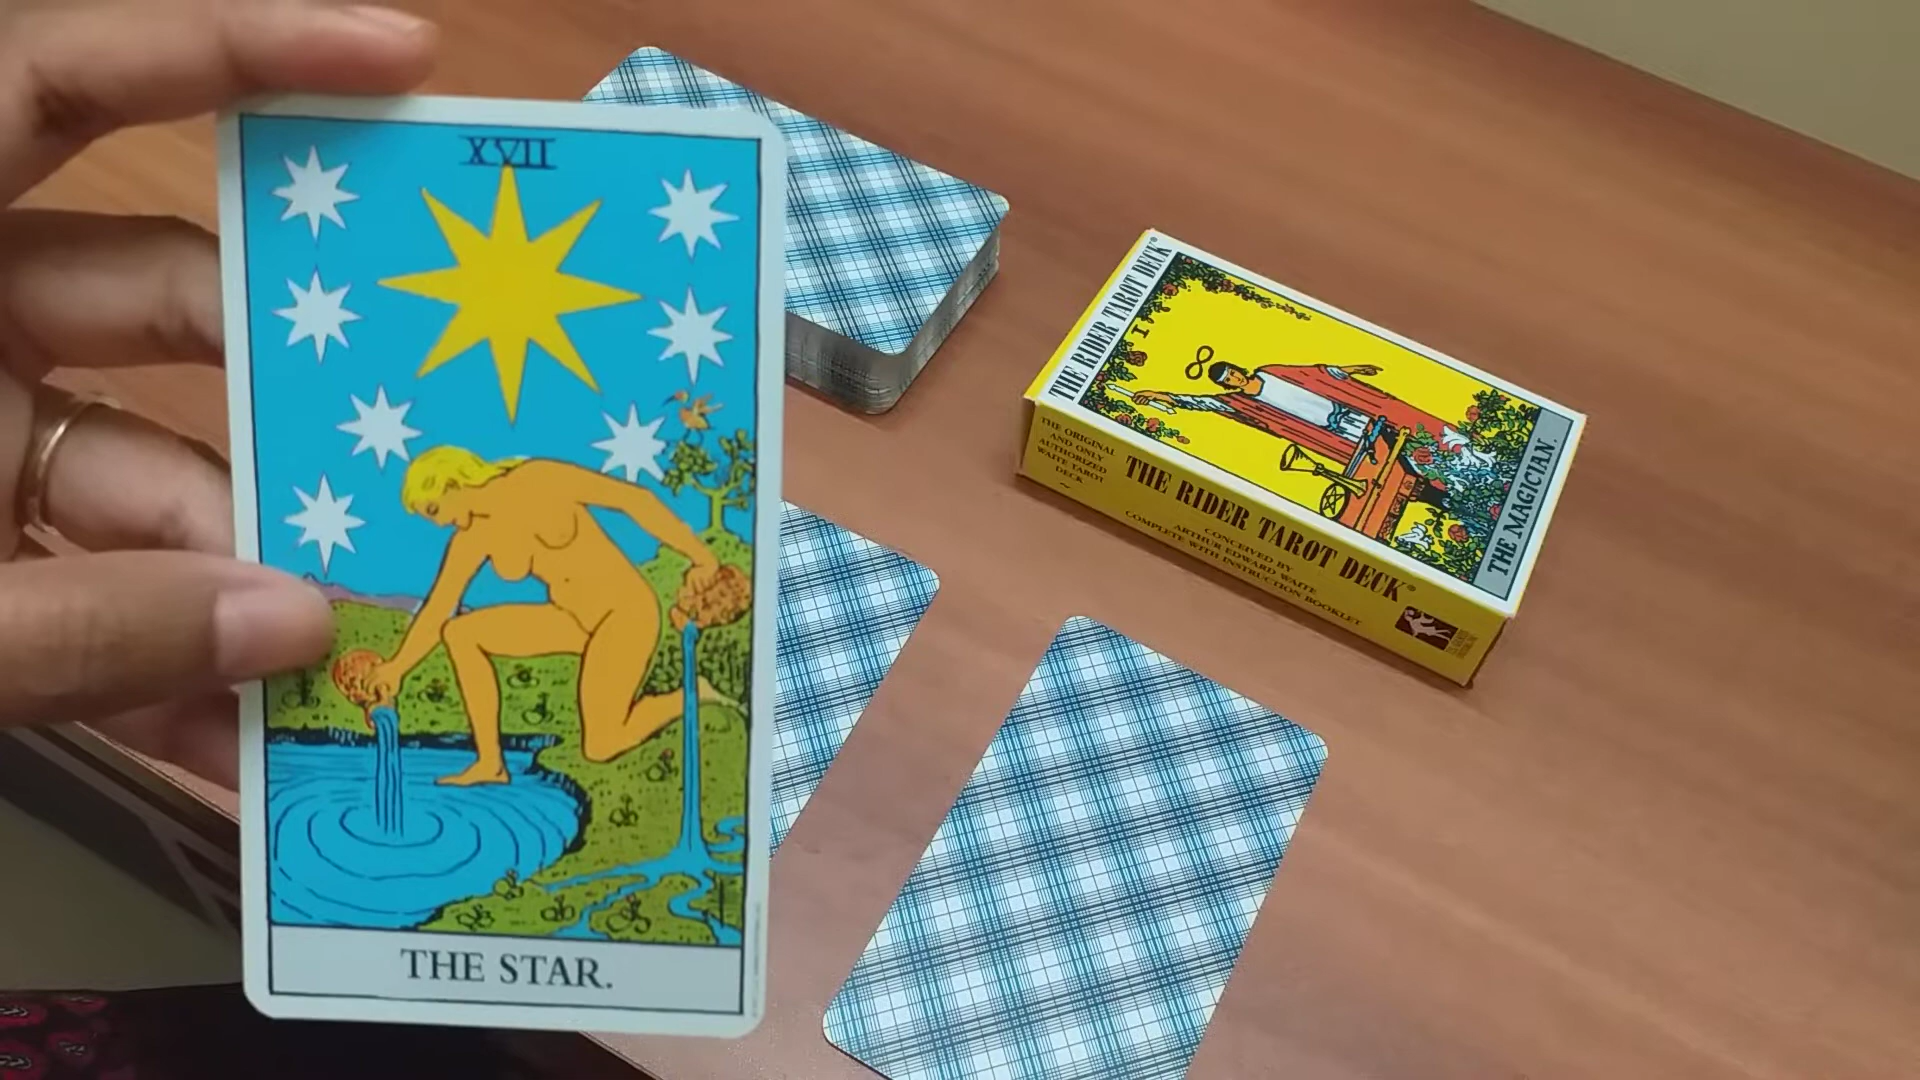 XVII
THE STAR.
THE RIDER TAROT DECK®
I
THE MAGICIAN.
THE ORIGINAL
AND ONLY
AUTHORIZED
WAITE TAROT
DECK
~
THE RIDER TAROT DECK®
CONCEIVED BY
ARTHUR EDWARD WAITE
COMPLETE WITH INSTRUCTION BOOKLET